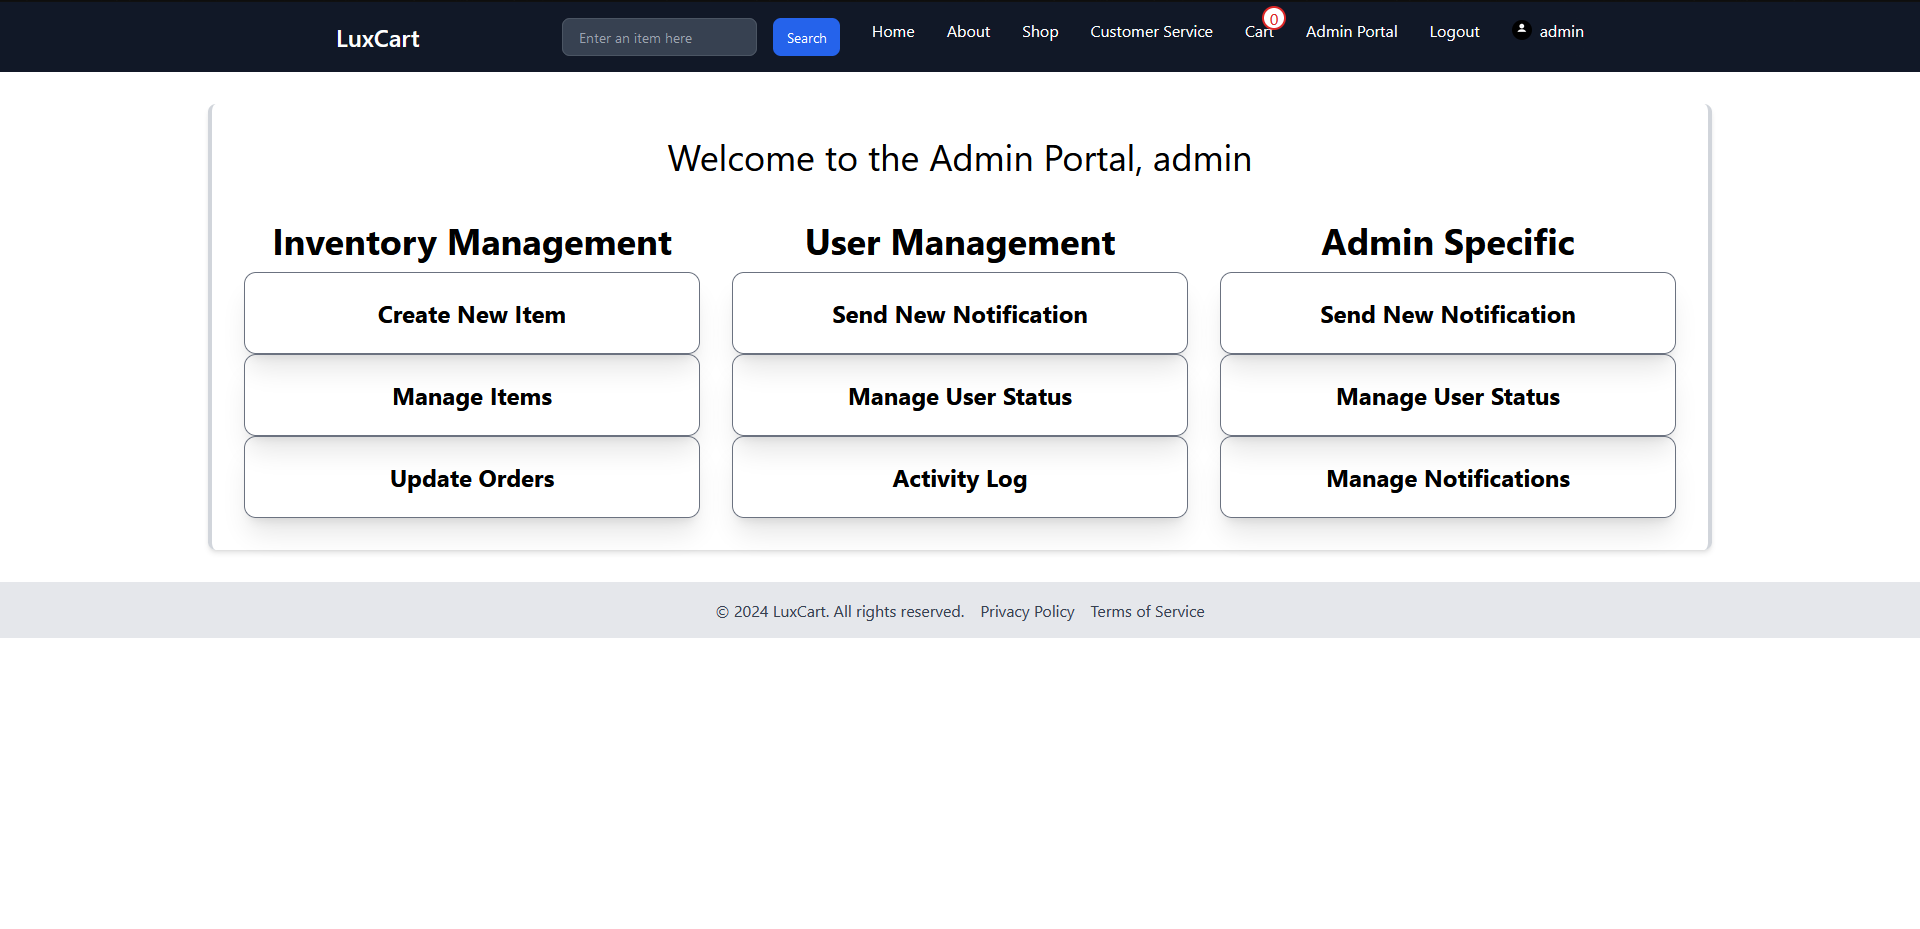 LuxCart
Enter an item here
Search
Home
About
Shop
Customer Service
Cart
0
Admin Portal
Logout
admin
Welcome to the Admin Portal, admin
Inventory Management
Create New Item
Manage Items
Update Orders
User Management
Send New Notification
Manage User Status
Activity Log
Admin Specific
Send New Notification
Manage User Status
Manage Notifications
© 2024 LuxCart. All rights reserved. Privacy Policy Terms of Service